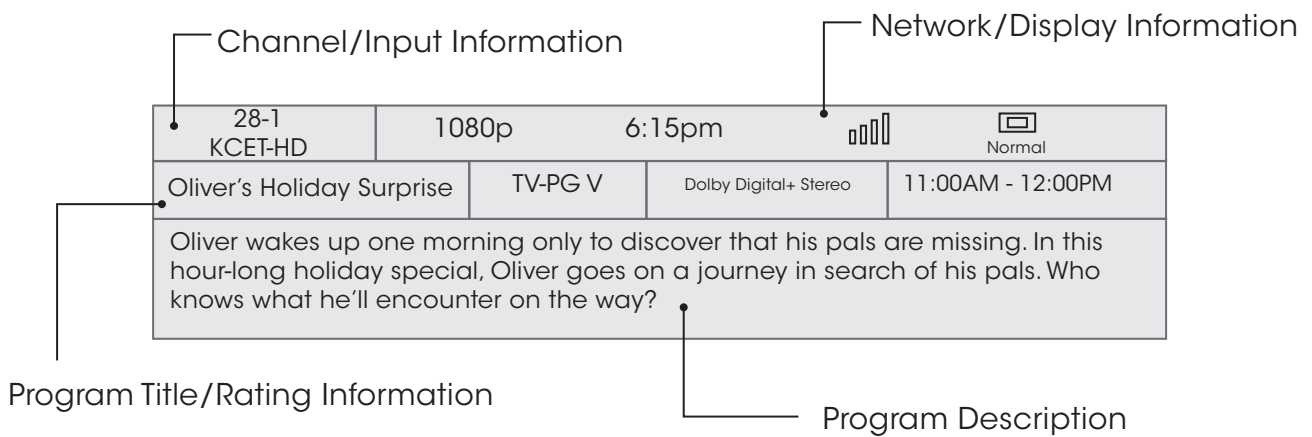 Channel/Input Information
Network/Display Information
28-1
KCET-HD
1080p
6:15pm
Normal
Oliver's Holiday Surprise
TV-PG V
Dolby Digital+ Stereo
11:00AM - 12:00PM
Oliver wakes up one morning only to discover that his pals are missing. In this
hour-long holiday special, Oliver goes on a journey in search of his pals. Who
knows what he'll encounter on the way?
Program Title/Rating Information
Program Description